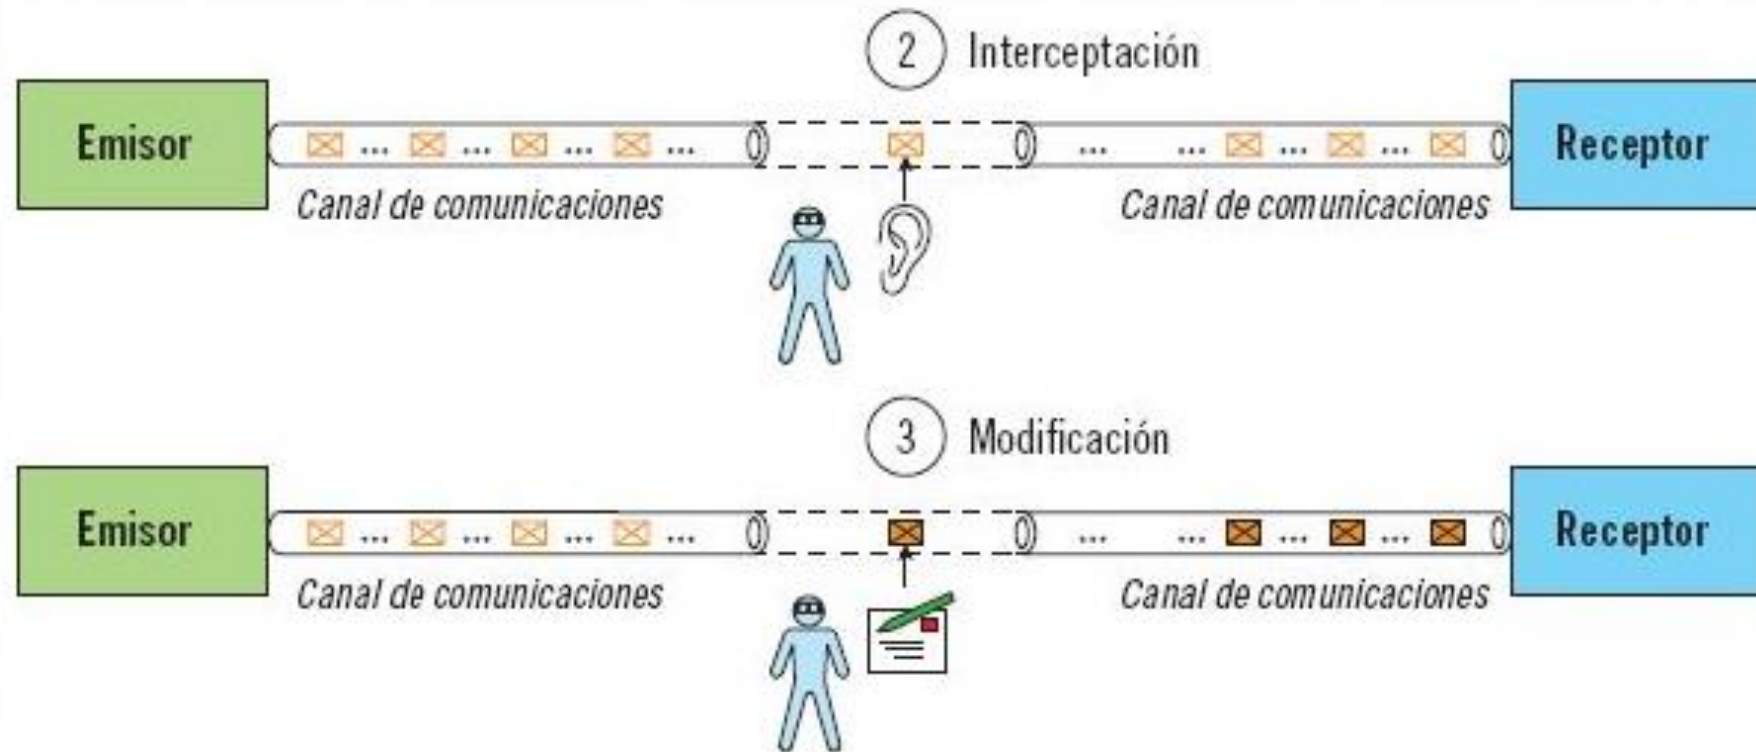 2 Interceptación
Emisor
Receptor
Canal de comunicaciones
Canal de comunicaciones
3 Modificación
Emisor
Receptor
Canal de comunicaciones
Canal de comunicaciones